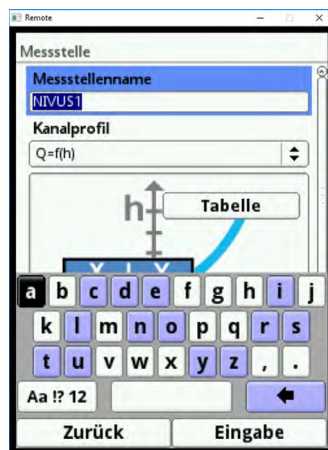 Remote
Messstelle
Messstellenname
NIVUS1
Kanalprofil
Q=f(h)
h
Tabelle
a b c d e f g h i j
k l m n o p q r s
t u v w x y z , .
Aa !? 12
Zurück Eingabe